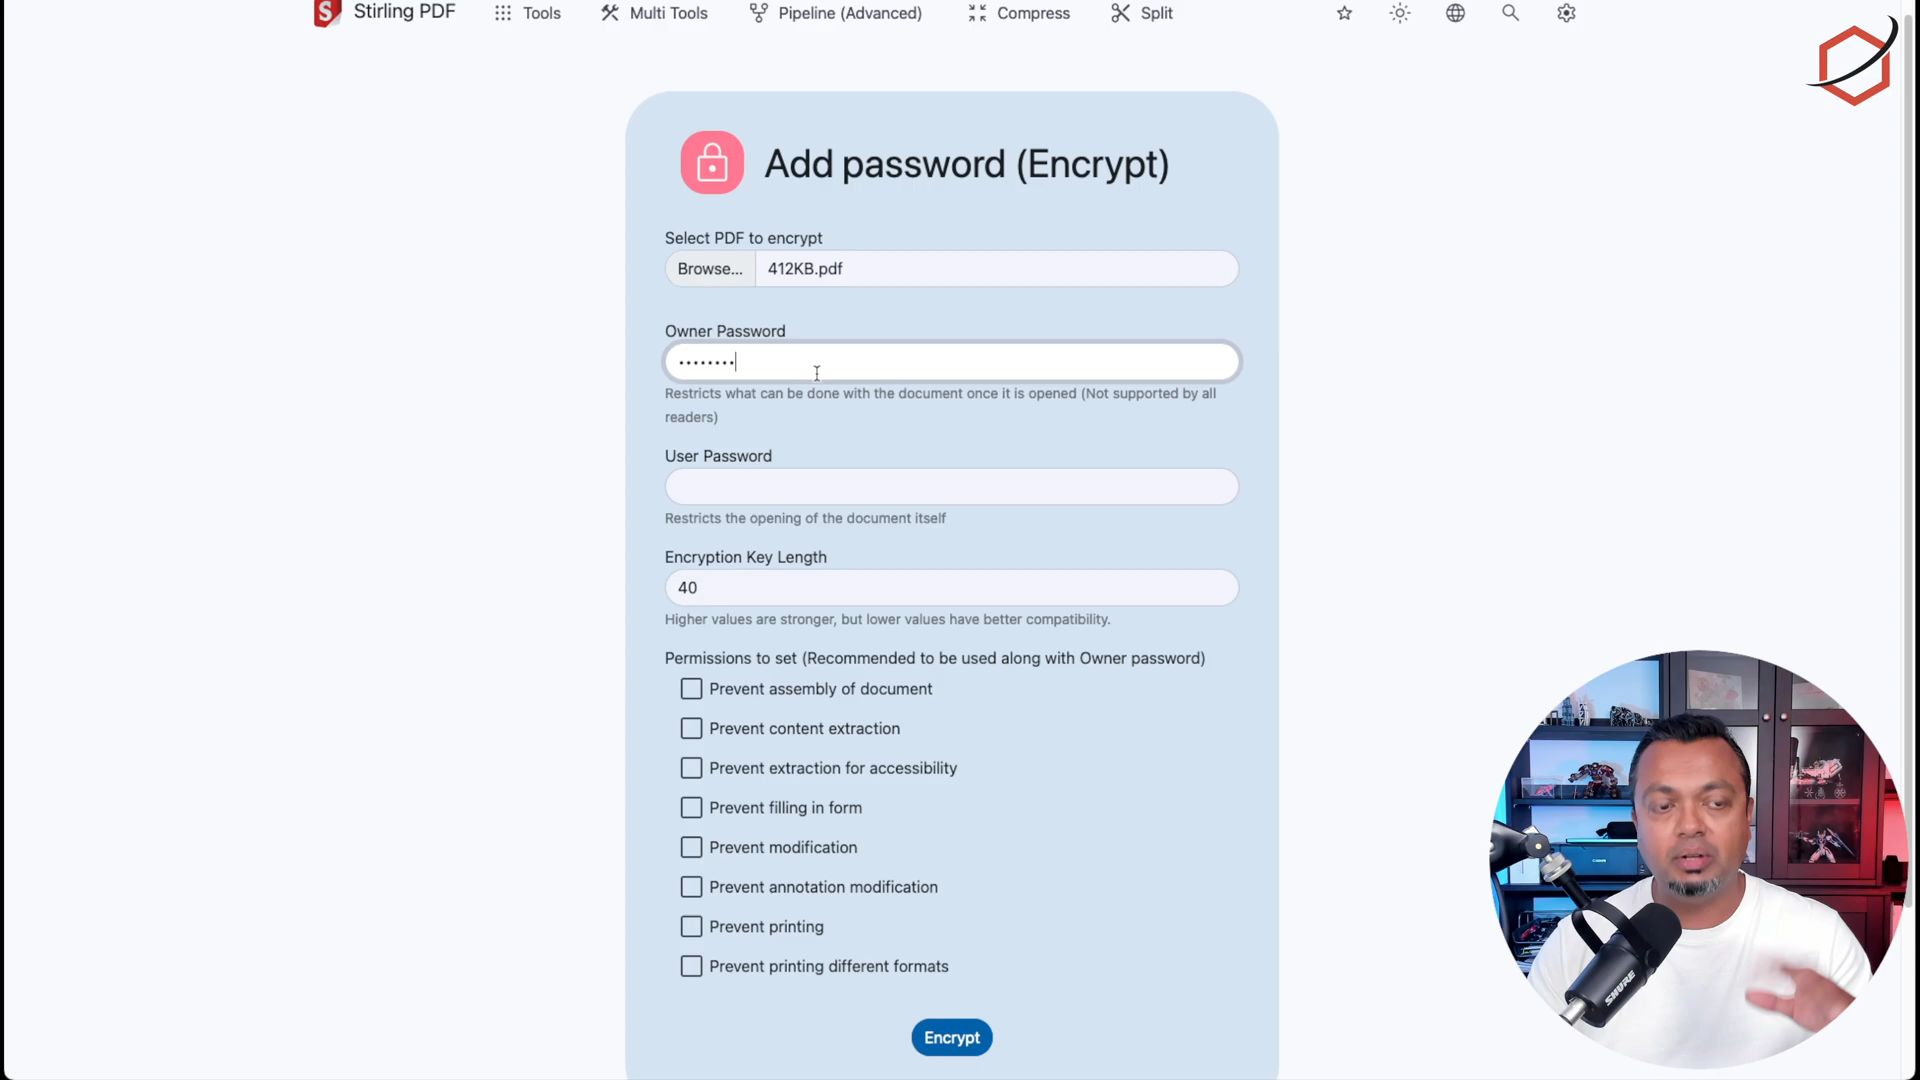 Stirling PDF
Tools
Multi Tools
Pipeline (Advanced)
Compress
Split
Add password (Encrypt)
Select PDF to encrypt
Browse... 412KB.pdf
Owner Password
••••••••
Restricts what can be done with the document once it is opened (Not supported by all
readers)
User Password
Restricts the opening of the document itself
Encryption Key Length
40
Higher values are stronger, but lower values have better compatibility.
Permissions to set (Recommended to be used along with Owner password)
Prevent assembly of document
Prevent content extraction
Prevent extraction for accessibility
Prevent filling in form
Prevent modification
Prevent annotation modification
Prevent printing
Prevent printing different formats
Encrypt
SHURE